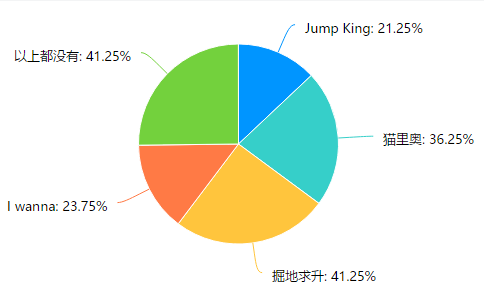 Jump King: 21.25%
以上都没有: 41.25%
猫里奥: 36.25%
I wanna: 23.75%
掘地求升: 41.25%